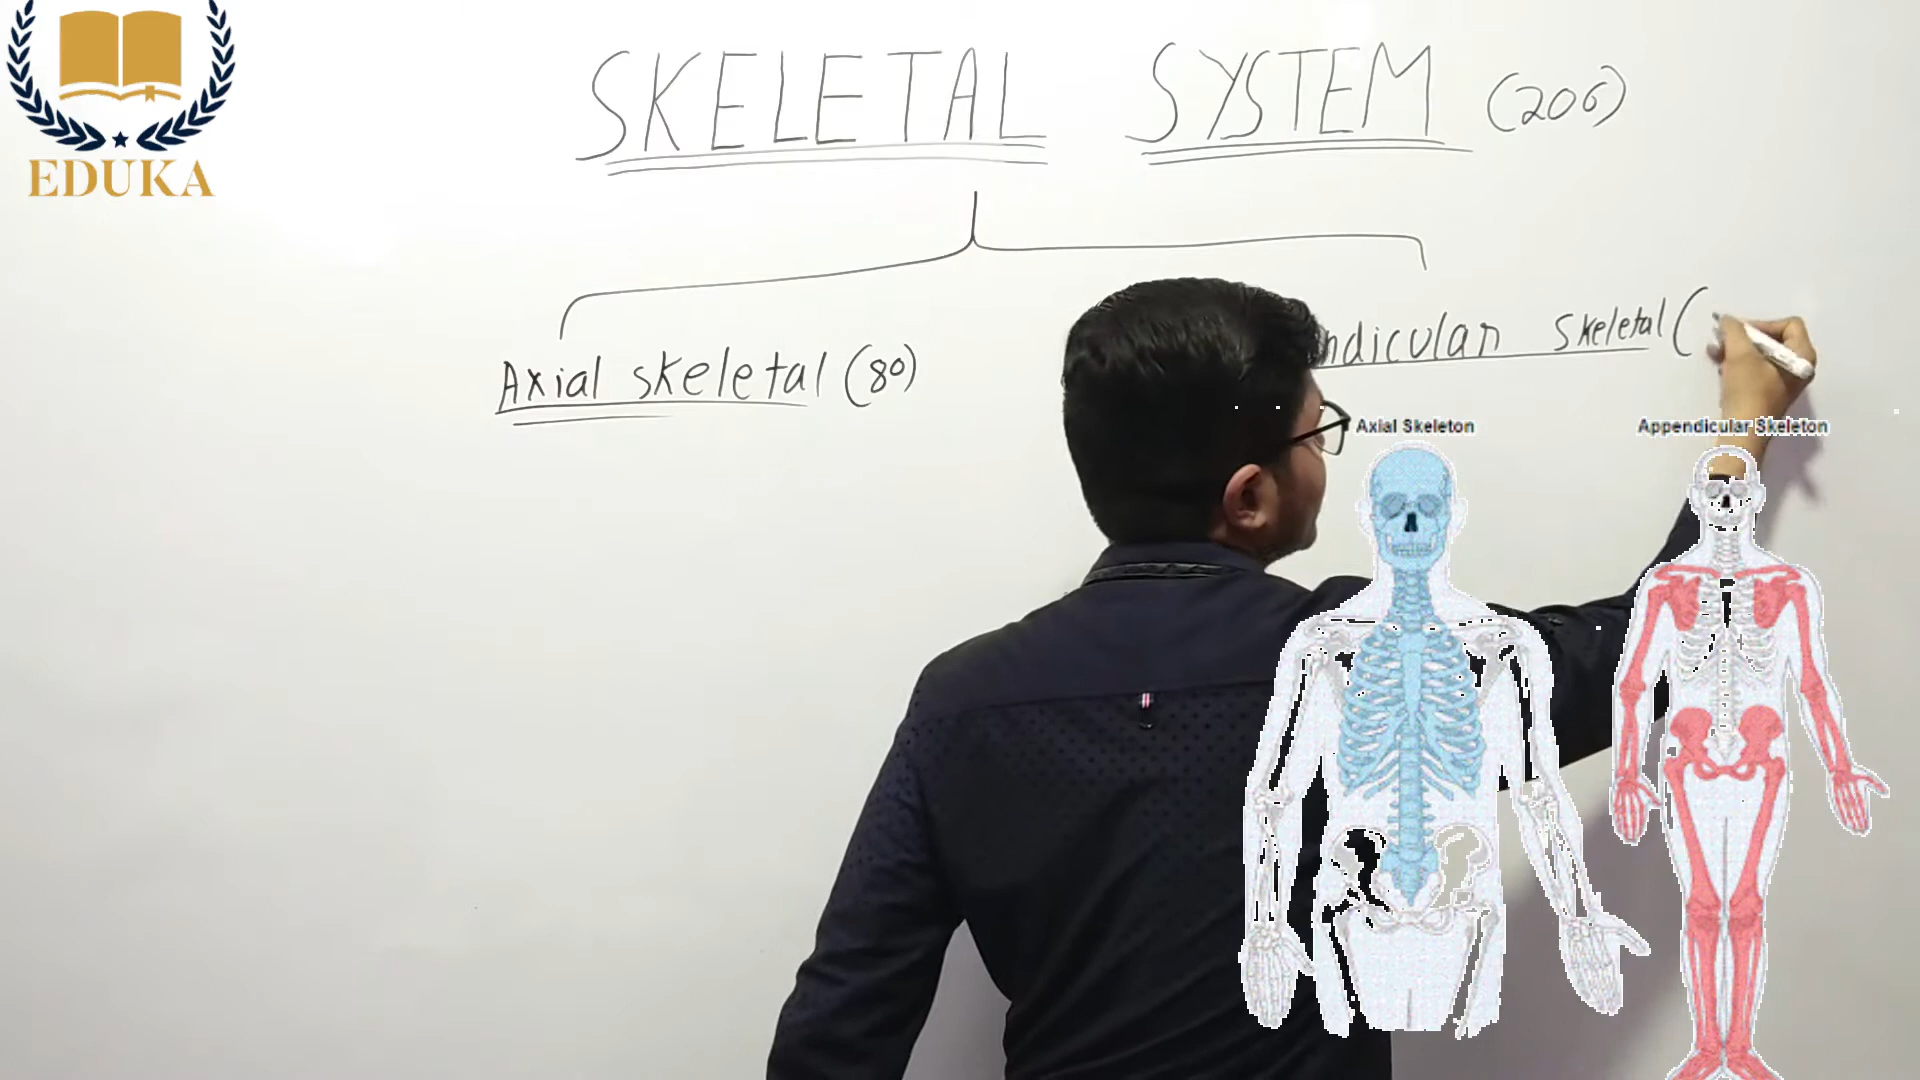 EDUKA
SKELETAL SYSTEM (206)
Axial skeletal (80)
ndicular Skeletal (
Axial Skeleton
Appendicular Skeleton